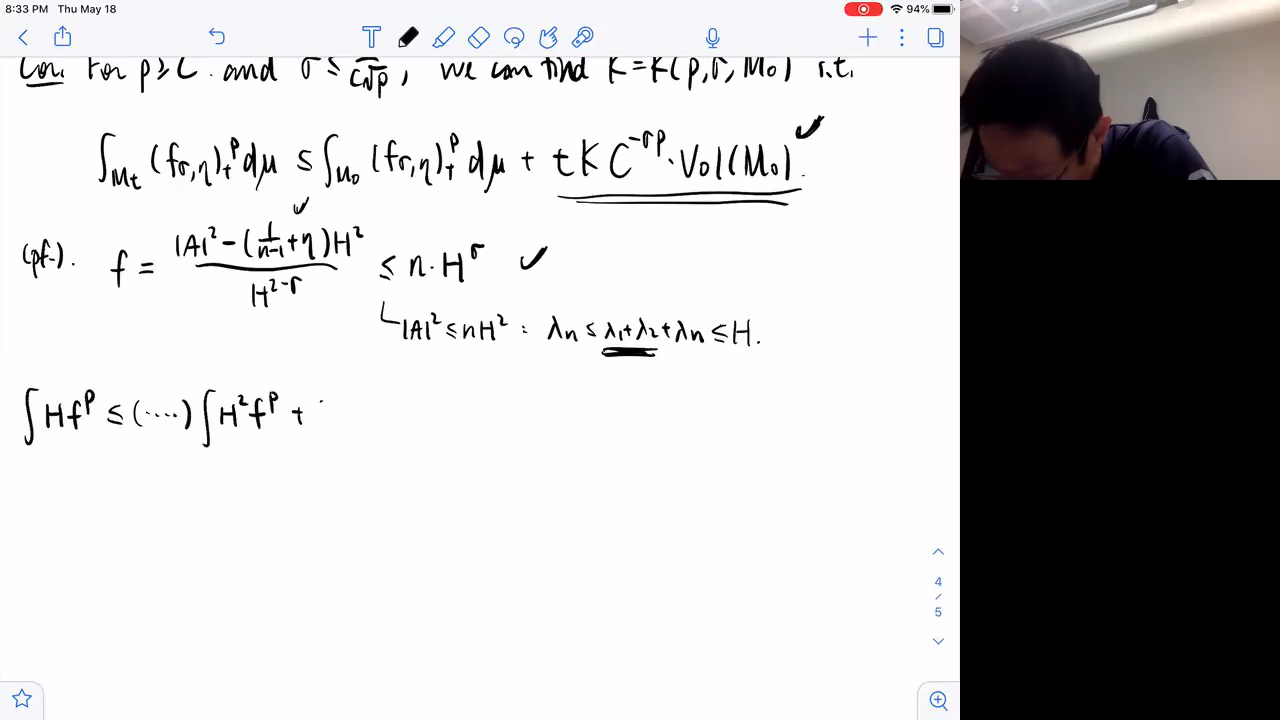 8:33 PM Thu May 18
94%
Cor. For p ≥ C and σ ≤ 1/(C√p), we can find K = K(p, σ, M₀) s.t.
∫_{M_t} (f_{σ,η})_+^p dμ ≤ ∫_{M₀} (f_{σ,η})_+^p dμ + t K C^{-σp} · Vol(M₀). ✓
(pf.). f = (|A|² - (1/(n-1) + η) H²) / H^{2-σ} ≤ n · H^σ ✓
|A|² ≤ nH² : λₙ ≤ λ₁+λ₂+λₙ ≤ H.
∫ H f^p ≤ (....) ∫ H² f^p +
4
/
5